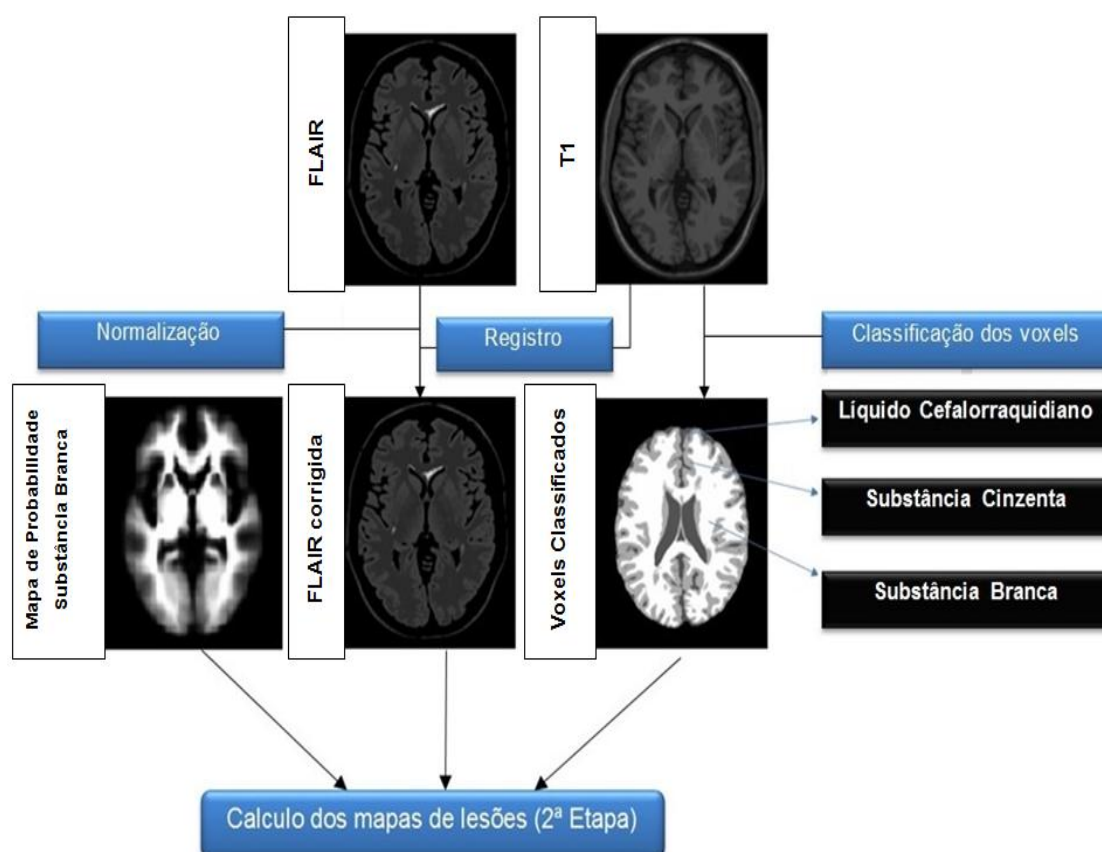 FLAIR
T1
Normalização
Registro
Classificação dos voxels
Mapa de Probabilidade
Substância Branca
FLAIR corrigida
Voxels Classificados
Líquido Cefalorraquidiano
Substância Cinzenta
Substância Branca
Calculo dos mapas de lesões (2ª Etapa)